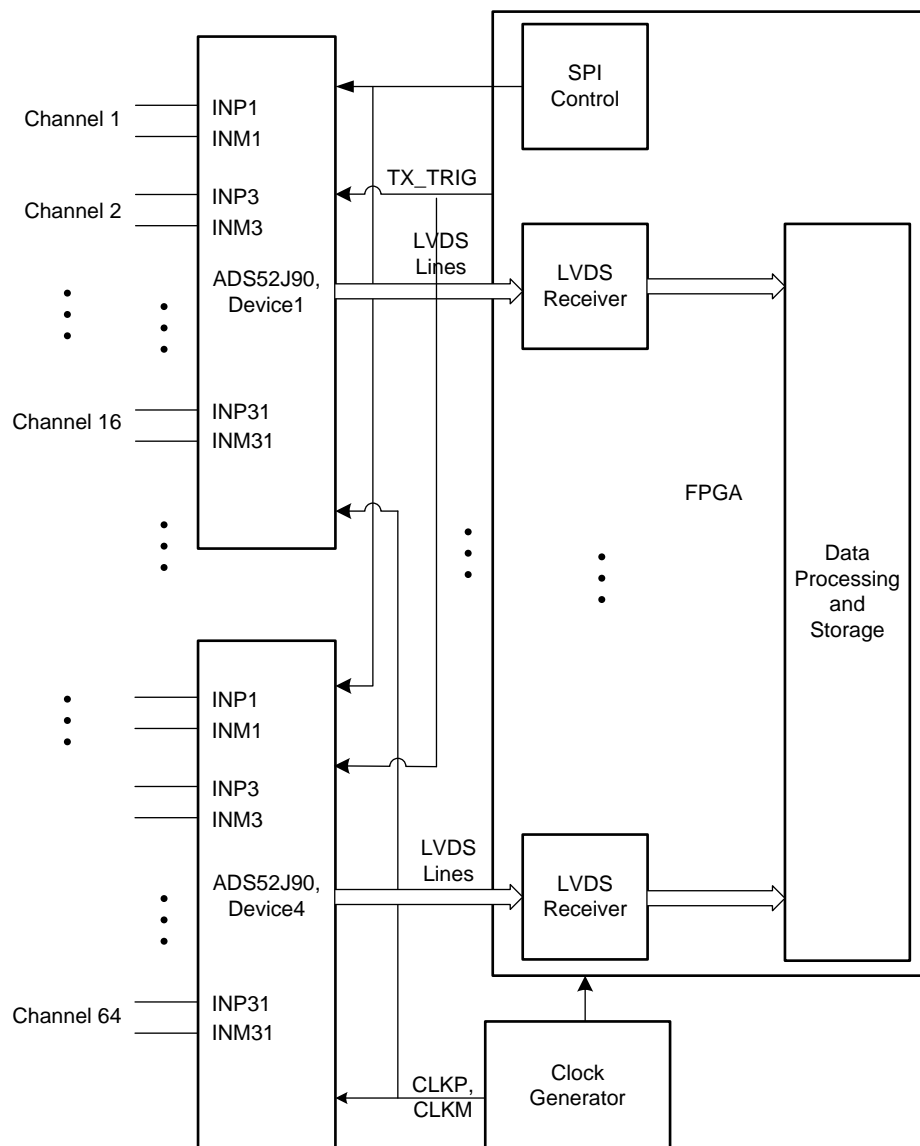 SPI
Control
Channel 1
INP1
INM1
TX_TRIG
Channel 2
INP3
INM3
LVDS
Lines
ADS52J90,
Device1
LVDS
Receiver
Channel 16
INP31
INM31
FPGA
Data
Processing
and
Storage
INP1
INM1
INP3
INM3
LVDS
Lines
ADS52J90,
Device4
LVDS
Receiver
Channel 64
INP31
INM31
CLKP,
CLKM
Clock
Generator